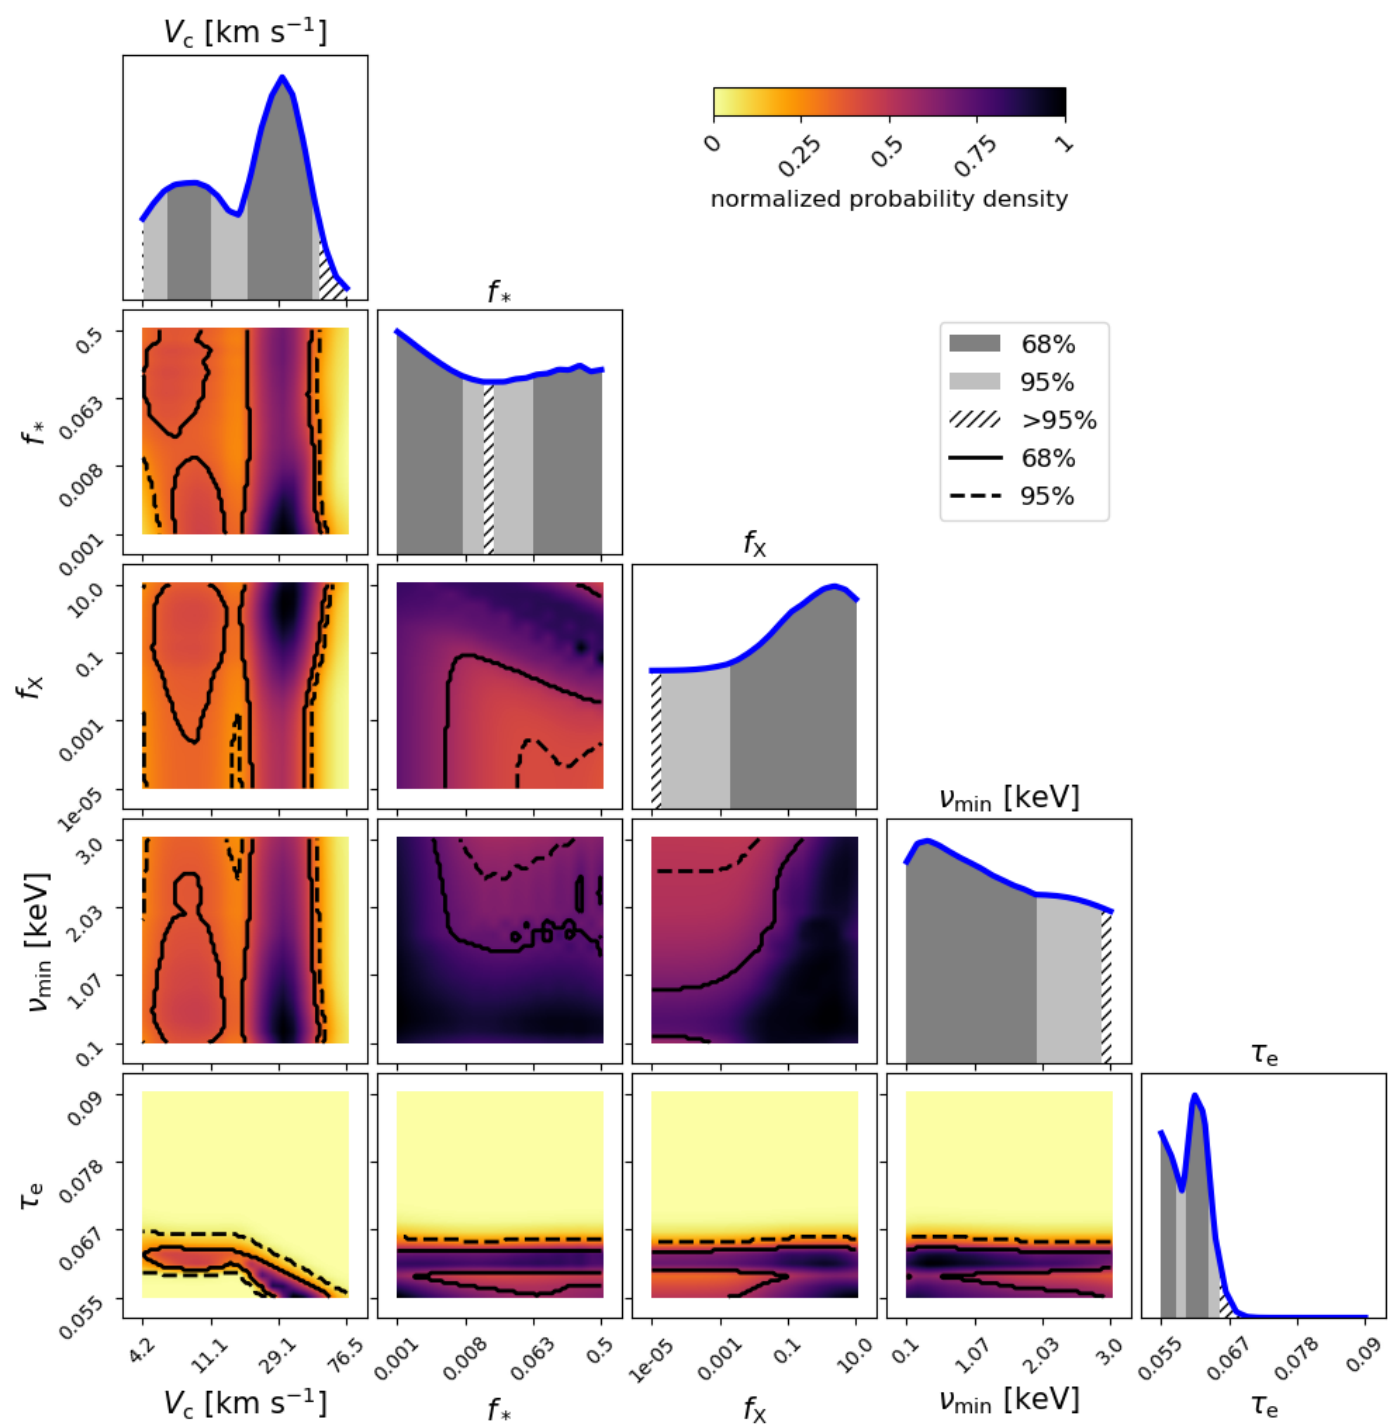 V_c [km s⁻¹]
0
0.25
0.5
0.75
1
normalized probability density
f_*
68%
95%
>95%
68%
95%
f_*
0.5
0.063
0.008
0.001
f_X
f_X
10.0
0.1
0.001
1e-05
ν_min [keV]
ν_min [keV]
3.0
2.03
1.07
0.1
τ_e
τ_e
0.09
0.078
0.067
0.055
4.2 11.1 29.1 76.5
0.001 0.008 0.063 0.5
1e-05 0.001 0.1 10.0
0.1 1.07 2.03 3.0
0.055 0.067 0.078 0.09
V_c [km s⁻¹]
f_*
f_X
ν_min [keV]
τ_e